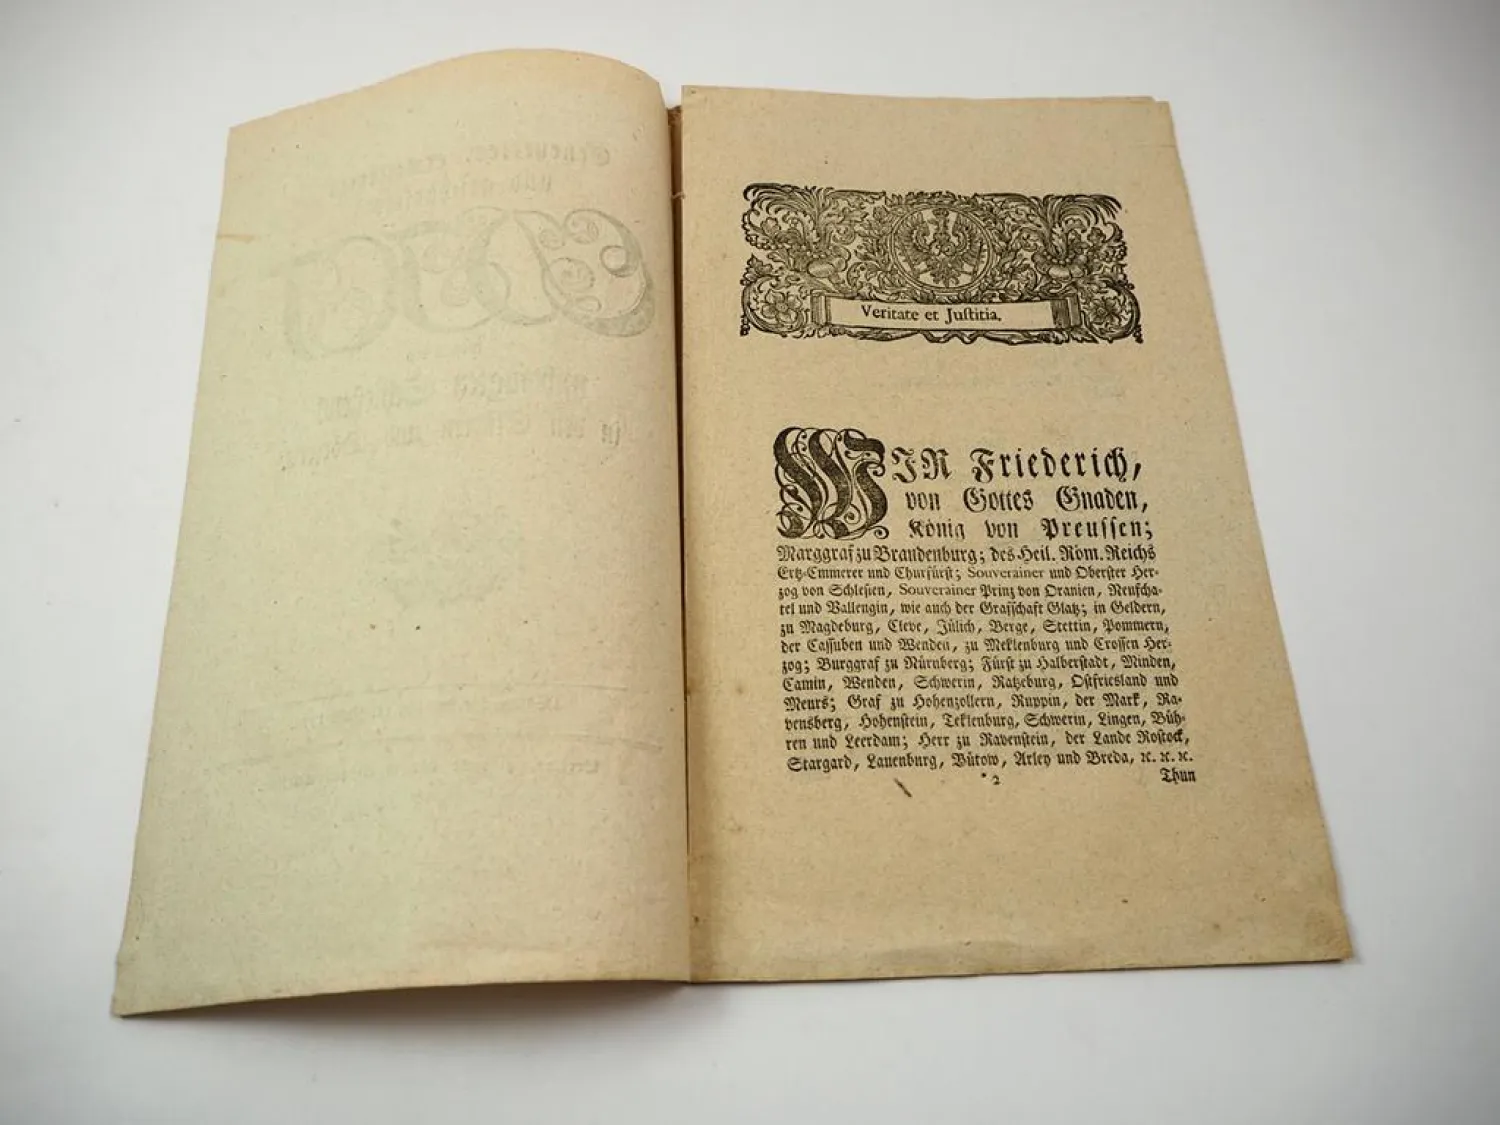 Veritate et Juſtitia.
WIR Friederich,
von Gottes Gnaden,
König von Preuſſen;
Marggraf zu Brandenburg; des Heil. Röm. Reichs
Ertz-Cammerer und Churfürſt; Souverainer und Oberſter Her-
zog von Schleſien, Souverainer Prinz von Oranien, Neufcha-
tel und Vallengin, wie auch der Grafſchaft Glatz; in Geldern,
zu Magdeburg, Cleve, Jülich, Berge, Stettin, Pommern,
der Caſſuben und Wenden, zu Meklenburg und Croſſen Her-
zog; Burggraf zu Nürnberg; Fürſt zu Halberſtadt, Minden,
Camin, Wenden, Schwerin, Ratzeburg, Oſtfriesland und
Meurs; Graf zu Hohenzollern, Ruppin, der Mark, Ra-
vensberg, Hohenſtein, Teklenburg, Schwerin, Lingen, Büh-
ren und Leerdam; Herr zu Ravenſtein, der Lande Roſtock,
Stargard, Lauenburg, Bütow, Arley und Breda, ꝛc. ꝛc. ꝛc.
* 2 Thun